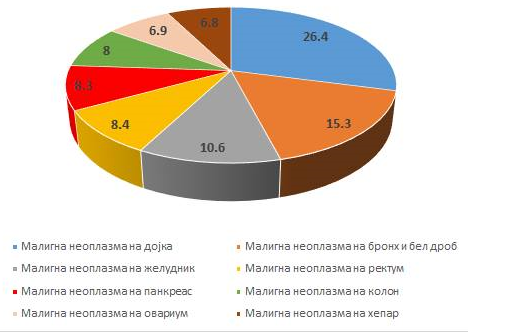 6.9
6.8
26.4
8
8.3
8.4
15.3
10.6
Малигна неоплазма на дојка
Малигна неоплазма на бронх и бел дроб
Малигна неоплазма на желудник
Малигна неоплазма на ректум
Малигна неоплазма на панкреас
Малигна неоплазма на колон
Малигна неоплазма на овариум
Малигна неоплазма на хепар